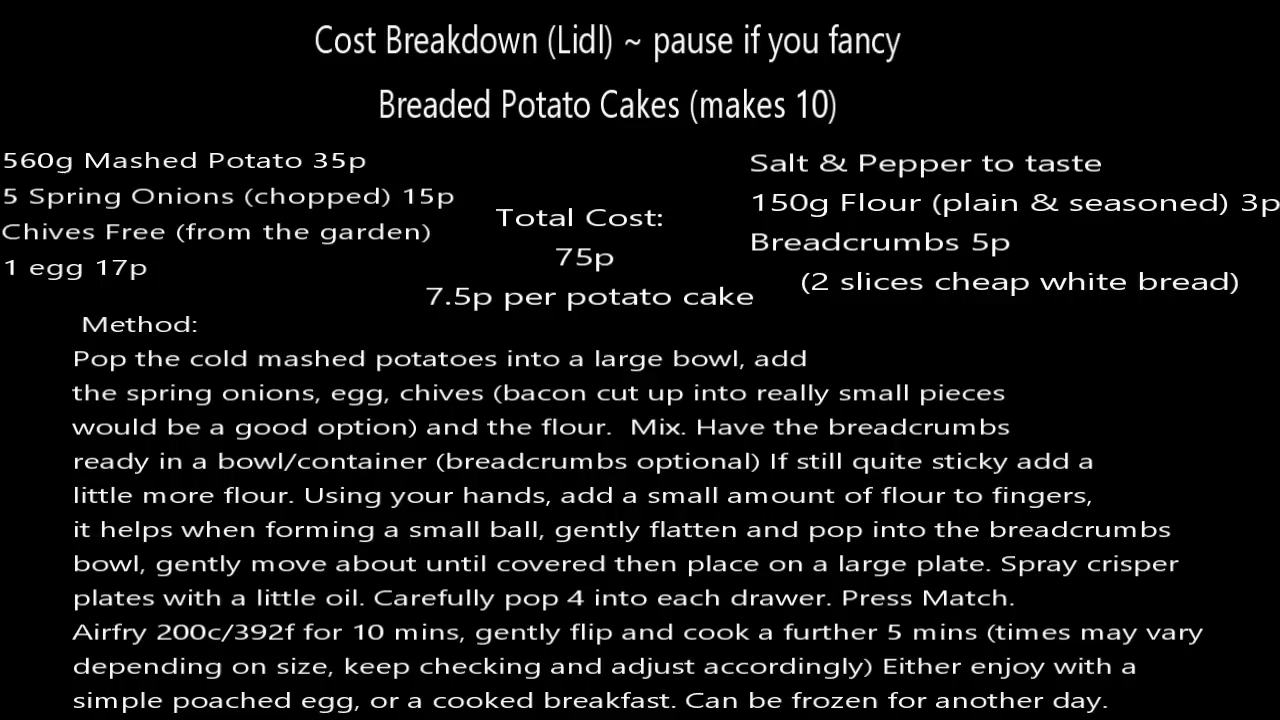 Cost Breakdown (Lidl) ~ pause if you fancy
Breaded Potato Cakes (makes 10)
560g Mashed Potato 35p
5 Spring Onions (chopped) 15p
Chives Free (from the garden)
1 egg 17p
Total Cost:
75p
7.5p per potato cake
Salt & Pepper to taste
150g Flour (plain & seasoned) 3p
Breadcrumbs 5p
(2 slices cheap white bread)
Method:
Pop the cold mashed potatoes into a large bowl, add
the spring onions, egg, chives (bacon cut up into really small pieces
would be a good option) and the flour.  Mix. Have the breadcrumbs
ready in a bowl/container (breadcrumbs optional) If still quite sticky add a
little more flour. Using your hands, add a small amount of flour to fingers,
it helps when forming a small ball, gently flatten and pop into the breadcrumbs
bowl, gently move about until covered then place on a large plate. Spray crisper
plates with a little oil. Carefully pop 4 into each drawer. Press Match.
Airfry 200c/392f for 10 mins, gently flip and cook a further 5 mins (times may vary
depending on size, keep checking and adjust accordingly) Either enjoy with a
simple poached egg, or a cooked breakfast. Can be frozen for another day.